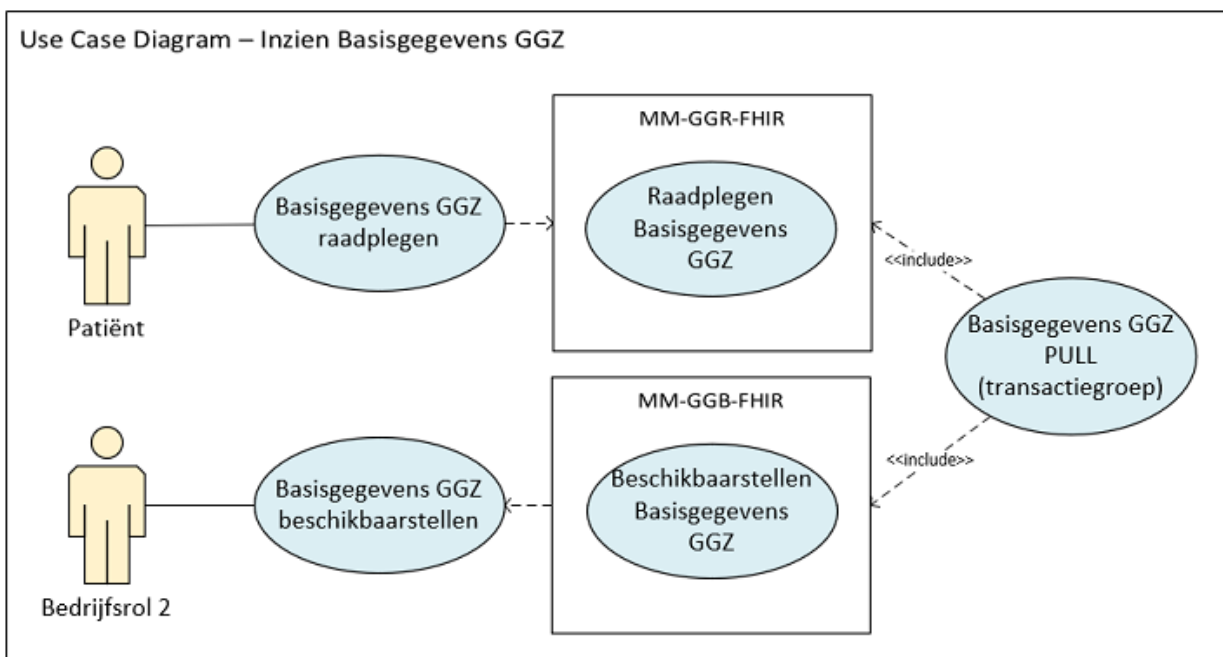 Use Case Diagram – Inzien Basisgegevens GGZ
MM-GGR-FHIR
Basisgegevens GGZ
raadplegen
Raadplegen
Basisgegevens
GGZ
Patiënt
<<include>>
Basisgegevens GGZ
PULL
(transactiegroep)
MM-GGB-FHIR
Basisgegevens GGZ
beschikbaarstellen
Beschikbaarstellen
Basisgegevens
GGZ
<<include>>
Bedrijfsrol 2